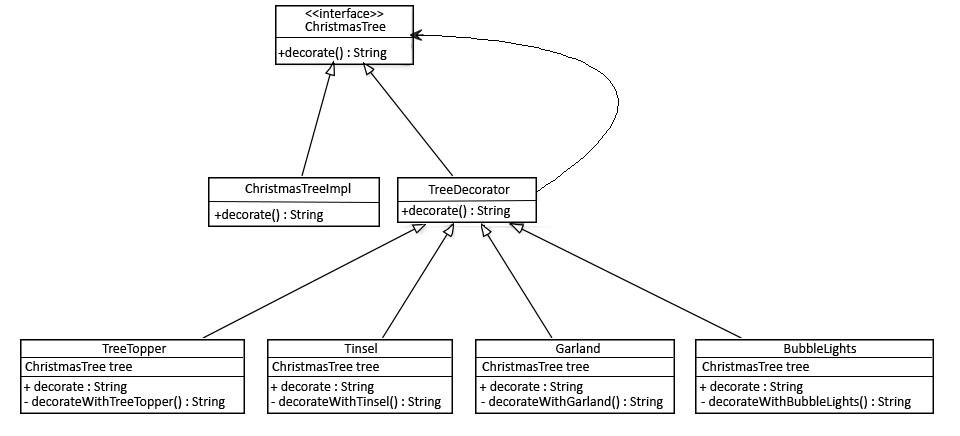 <<interface>>
ChristmasTree
+decorate() : String
ChristmasTreeImpl
+decorate() : String
TreeDecorator
+decorate() : String
TreeTopper
ChristmasTree tree
+ decorate : String
- decorateWithTreeTopper() : String
Tinsel
ChristmasTree tree
+ decorate : String
- decorateWithTinsel() : String
Garland
ChristmasTree tree
+ decorate : String
- decorateWithGarland() : String
BubbleLights
ChristmasTree tree
+ decorate : String
- decorateWithBubbleLights() : String